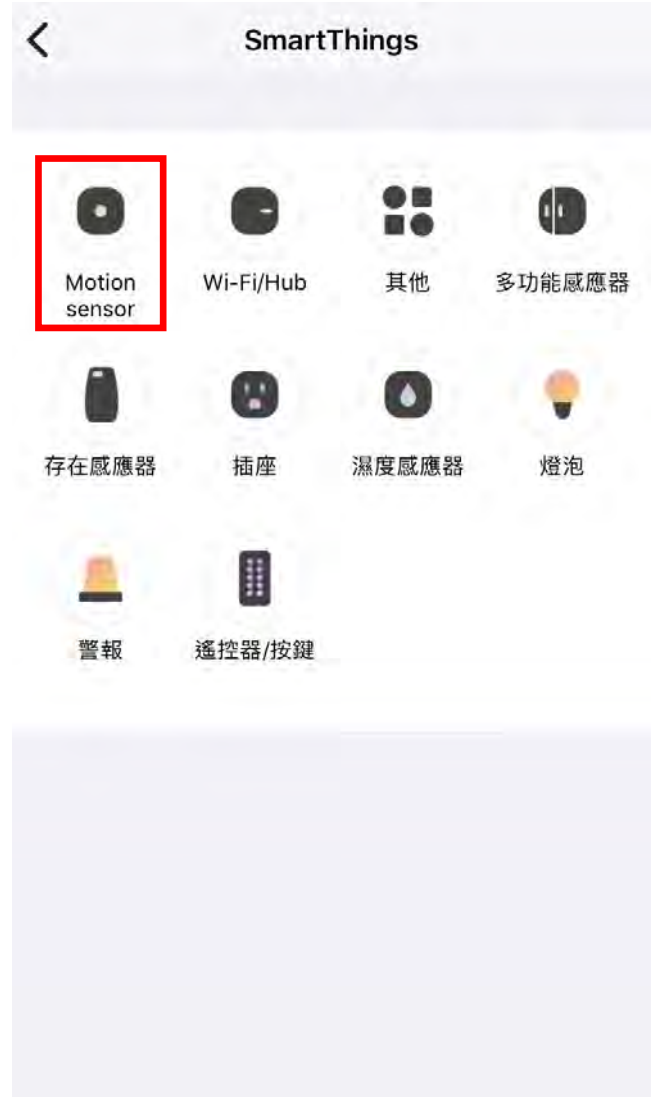 SmartThings
Motion
sensor
Wi-Fi/Hub
其他
多功能感應器
存在感應器
插座
濕度感應器
燈泡
警報
遙控器/按鍵